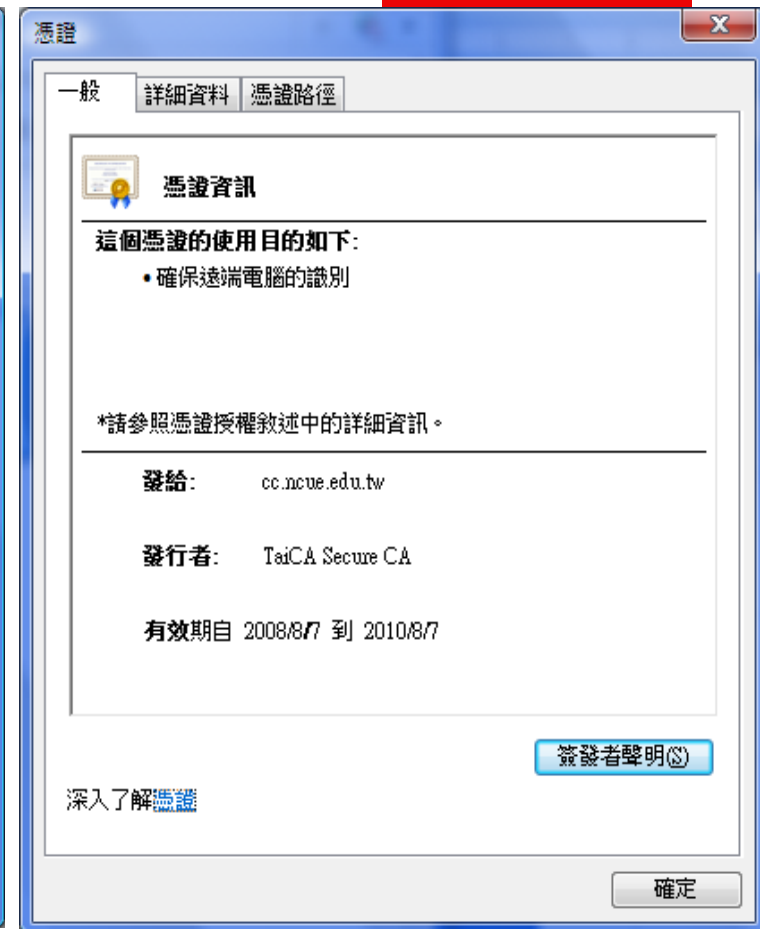 憑證
一般 詳細資料 憑證路徑
憑證資訊
這個憑證的使用目的如下:
•確保遠端電腦的識別
*請參照憑證授權敘述中的詳細資訊。
發給: cc.ncue.edu.tw
發行者: TaiCA Secure CA
有效期自 2008/8/7 到 2010/8/7
簽發者聲明(S)
深入了解憑證
確定